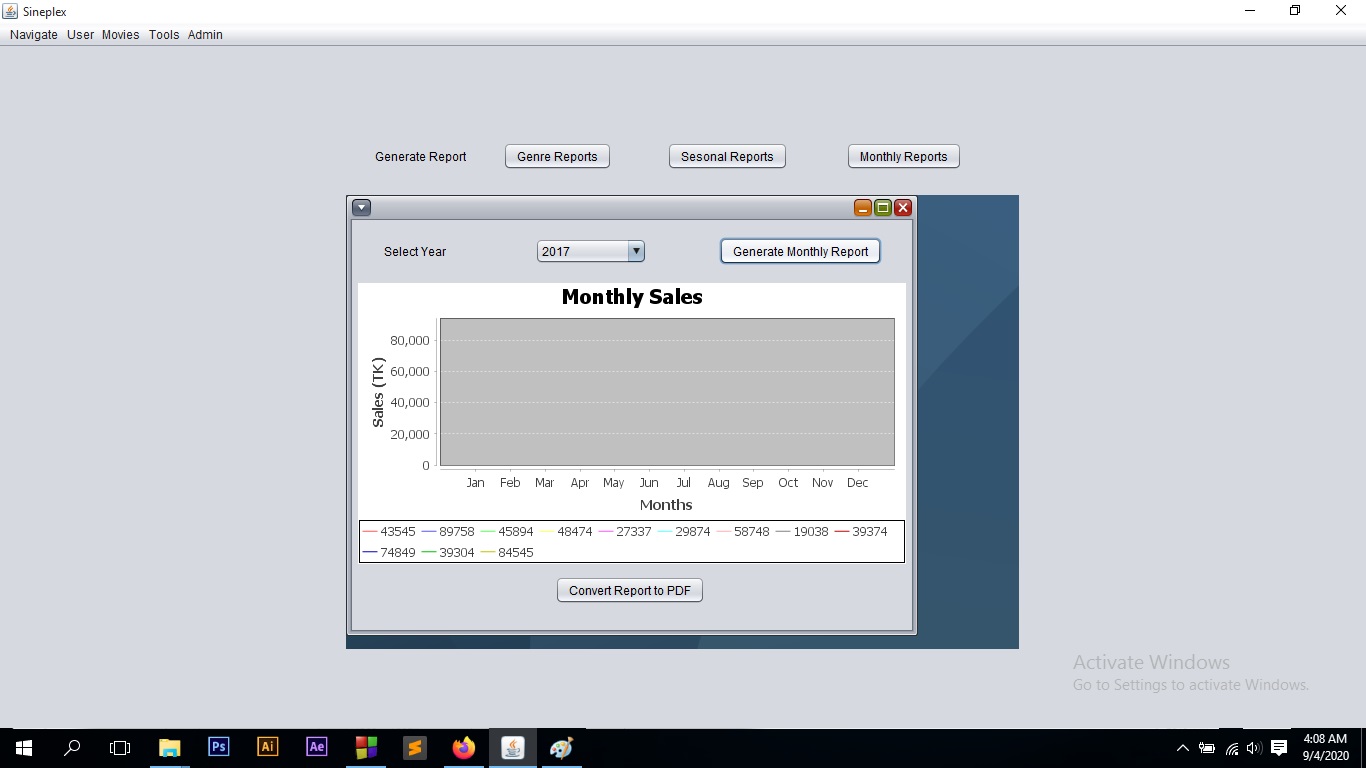 Sineplex
Navigate User Movies Tools Admin
Generate Report Genre Reports Sesonal Reports Monthly Reports
Select Year 2017 Generate Monthly Report
Monthly Sales
80,000
60,000
40,000
20,000
0
Sales (TK)
Jan Feb Mar Apr May Jun Jul Aug Sep Oct Nov Dec
Months
43545 89758 45894 48474 27337 29874 58748 19038 39374
74849 39304 84545
Convert Report to PDF
Activate Windows
Go to Settings to activate Windows.
Ps Ai Ae
4:08 AM
9/4/2020